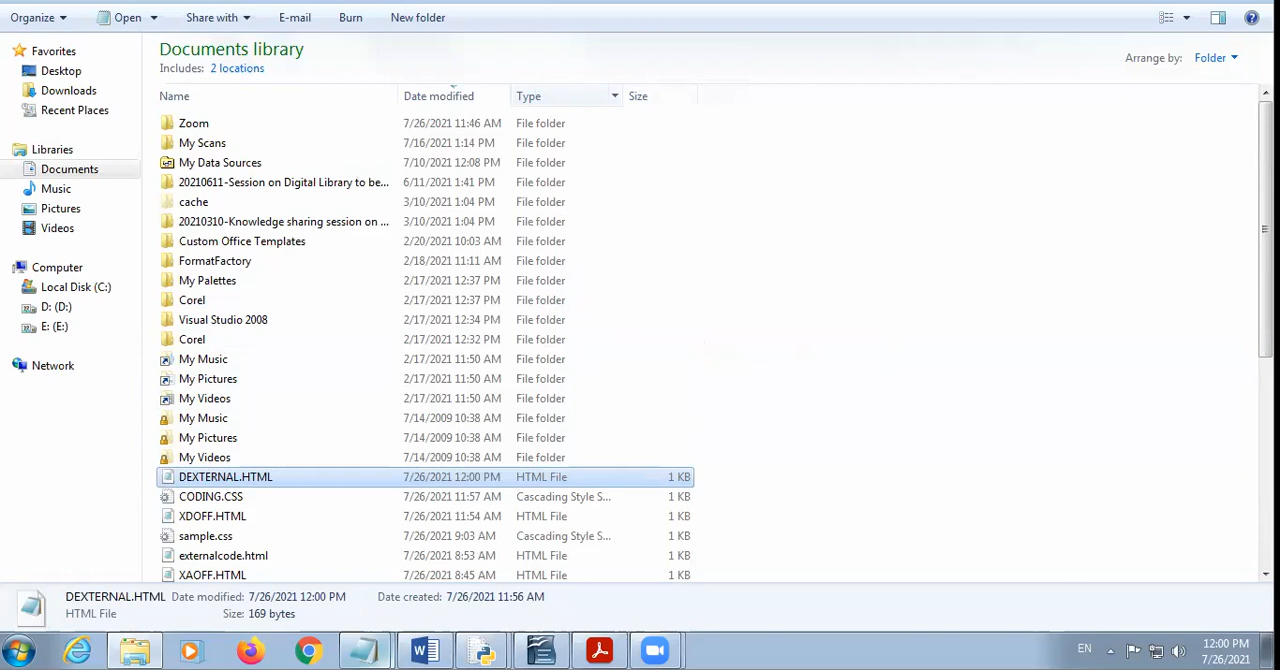 Organize Open Share with E-mail Burn New folder
Favorites
Desktop
Downloads
Recent Places
Libraries
Documents
Music
Pictures
Videos
Computer
Local Disk (C:)
D: (D:)
E: (E:)
Network
Documents library
Includes: 2 locations
Arrange by: Folder
Name Date modified Type Size
Zoom 7/26/2021 11:46 AM File folder
My Scans 7/16/2021 1:14 PM File folder
My Data Sources 7/10/2021 12:08 PM File folder
20210611-Session on Digital Library to be... 6/11/2021 1:41 PM File folder
cache 3/10/2021 1:04 PM File folder
20210310-Knowledge sharing session on ... 3/10/2021 1:04 PM File folder
Custom Office Templates 2/20/2021 10:03 AM File folder
FormatFactory 2/18/2021 11:11 AM File folder
My Palettes 2/17/2021 12:37 PM File folder
Corel 2/17/2021 12:37 PM File folder
Visual Studio 2008 2/17/2021 12:34 PM File folder
Corel 2/17/2021 12:32 PM File folder
My Music 2/17/2021 11:50 AM File folder
My Pictures 2/17/2021 11:50 AM File folder
My Videos 2/17/2021 11:50 AM File folder
My Music 7/14/2009 10:38 AM File folder
My Pictures 7/14/2009 10:38 AM File folder
My Videos 7/14/2009 10:38 AM File folder
DEXTERNAL.HTML 7/26/2021 12:00 PM HTML File 1 KB
CODING.CSS 7/26/2021 11:57 AM Cascading Style S... 1 KB
XDOFF.HTML 7/26/2021 11:54 AM HTML File 1 KB
sample.css 7/26/2021 9:03 AM Cascading Style S... 1 KB
externalcode.html 7/26/2021 8:53 AM HTML File 1 KB
XAOFF.HTML 7/26/2021 8:45 AM HTML File 1 KB
DEXTERNAL.HTML Date modified: 7/26/2021 12:00 PM Date created: 7/26/2021 11:56 AM
HTML File Size: 169 bytes
EN 12:00 PM
7/26/2021